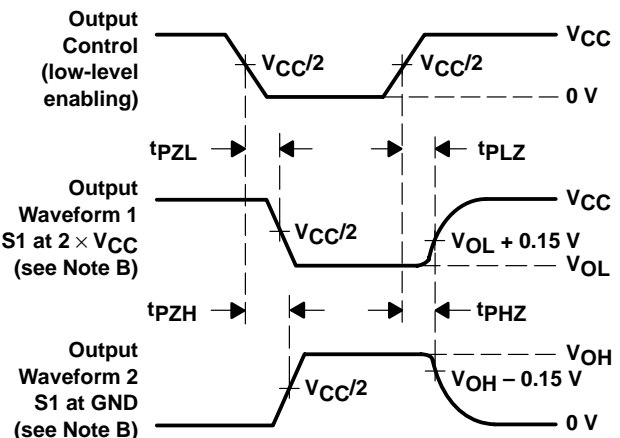 Output
Control
(low-level
enabling)
VCC/2
VCC/2
VCC
0 V
tPZL
tPLZ
Output
Waveform 1
S1 at 2 × VCC
(see Note B)
VCC/2
VCC
VOL + 0.15 V
VOL
tPZH
tPHZ
Output
Waveform 2
S1 at GND
(see Note B)
VCC/2
VOH
VOH – 0.15 V
0 V